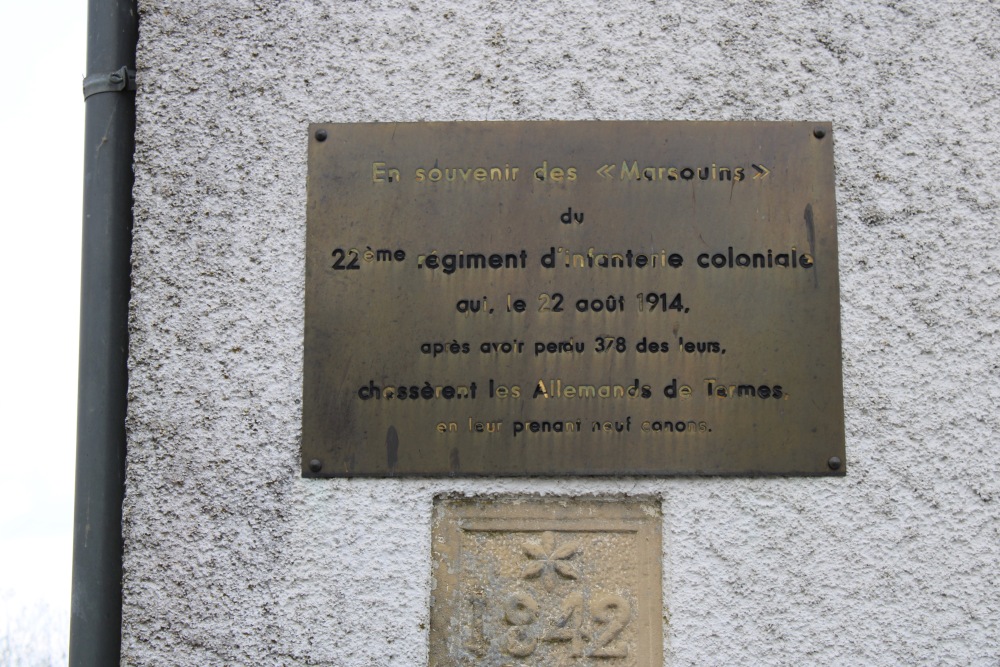 En souvenir des «Marsouins»
du
22ème régiment d'infanterie coloniale
qui, le 22 août 1914,
après avoir perdu 378 des leurs,
chassèrent les Allemands de Termes,
en leur prenant neuf canons.
1842